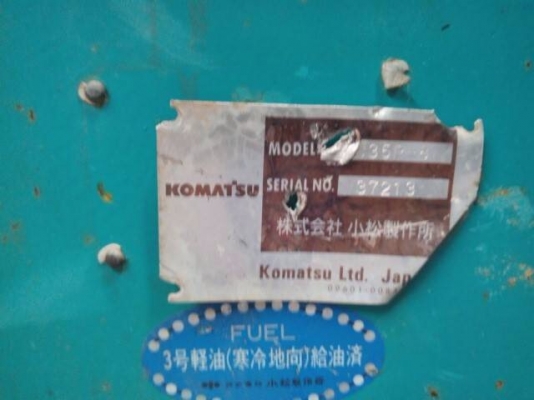 MODEL
SERIAL NO. 37213
KOMATSU
株式会社 小松製作所
Komatsu Ltd.
FUEL
3号軽油(寒冷地向)給油済